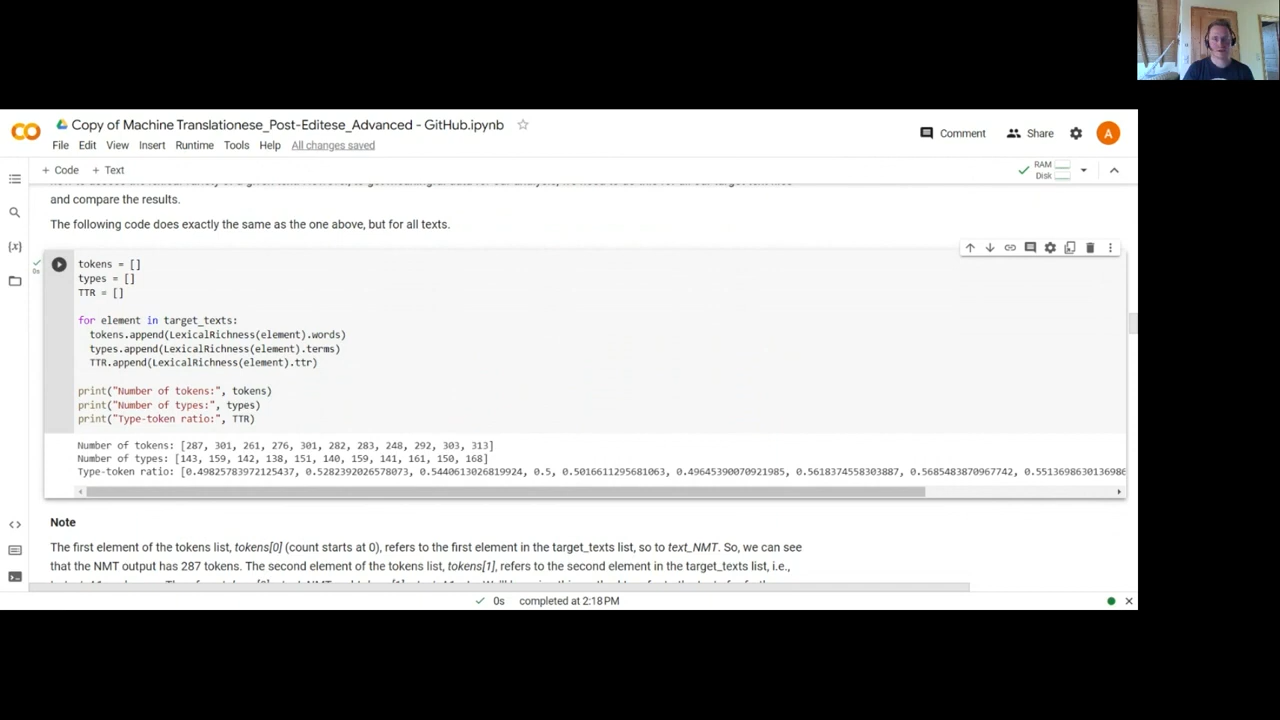 Copy of Machine Translationese_Post-Editese_Advanced - GitHub.ipynb
File Edit View Insert Runtime Tools Help All changes saved
Comment Share A
+ Code + Text
RAM
Disk
and compare the results.
The following code does exactly the same as the one above, but for all texts.
0s
tokens = []
types = []
TTR = []
for element in target_texts:
tokens.append(LexicalRichness(element).words)
types.append(LexicalRichness(element).terms)
TTR.append(LexicalRichness(element).ttr)
print("Number of tokens:", tokens)
print("Number of types:", types)
print("Type-token ratio:", TTR)
Number of tokens: [287, 301, 261, 276, 301, 282, 283, 248, 292, 303, 313]
Number of types: [143, 159, 142, 138, 151, 140, 159, 141, 161, 150, 168]
Type-token ratio: [0.49825783972125437, 0.5282392026578073, 0.5440613026819924, 0.5, 0.5016611295681063, 0.49645390070921985, 0.5618374558303887, 0.5685483870967742, 0.5513698630136986
Note
The first element of the tokens list, tokens[0] (count starts at 0), refers to the first element in the target_texts list, so to text_NMT. So, we can see
that the NMT output has 287 tokens. The second element of the tokens list, tokens[1], refers to the second element in the target_texts list, i.e.,
0s completed at 2:18 PM